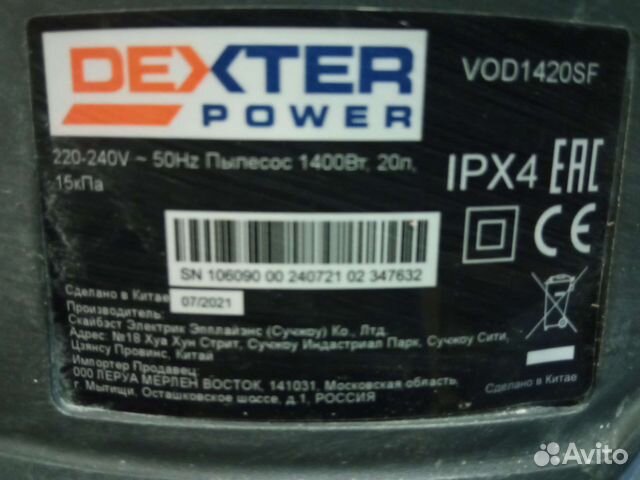 DEXTER
POWER
VOD1420SF
220-240V ~ 50Hz Пылесос 1400Вт, 20л,
15кПа
IPX4 EAC
CE
SN 106090 00 240721 02 347632
Сделано в Китае 07/2021
Производитель:
Скайбэст Электрик Эпплайэнс (Сучжоу) Ко., Лтд.
Адрес: №18 Хуа Хун Стрит, Сучжоу Индастриал Парк, Сучжоу Сити,
Цзянсу Провинс, Китай
Импортер Продавец:
ООО ЛЕРУА МЕРЛЕН ВОСТОК, 141031, Московская область,
г. Мытищи, Осташковское шоссе, д.1, РОССИЯ
Сделано в Китае
Avito